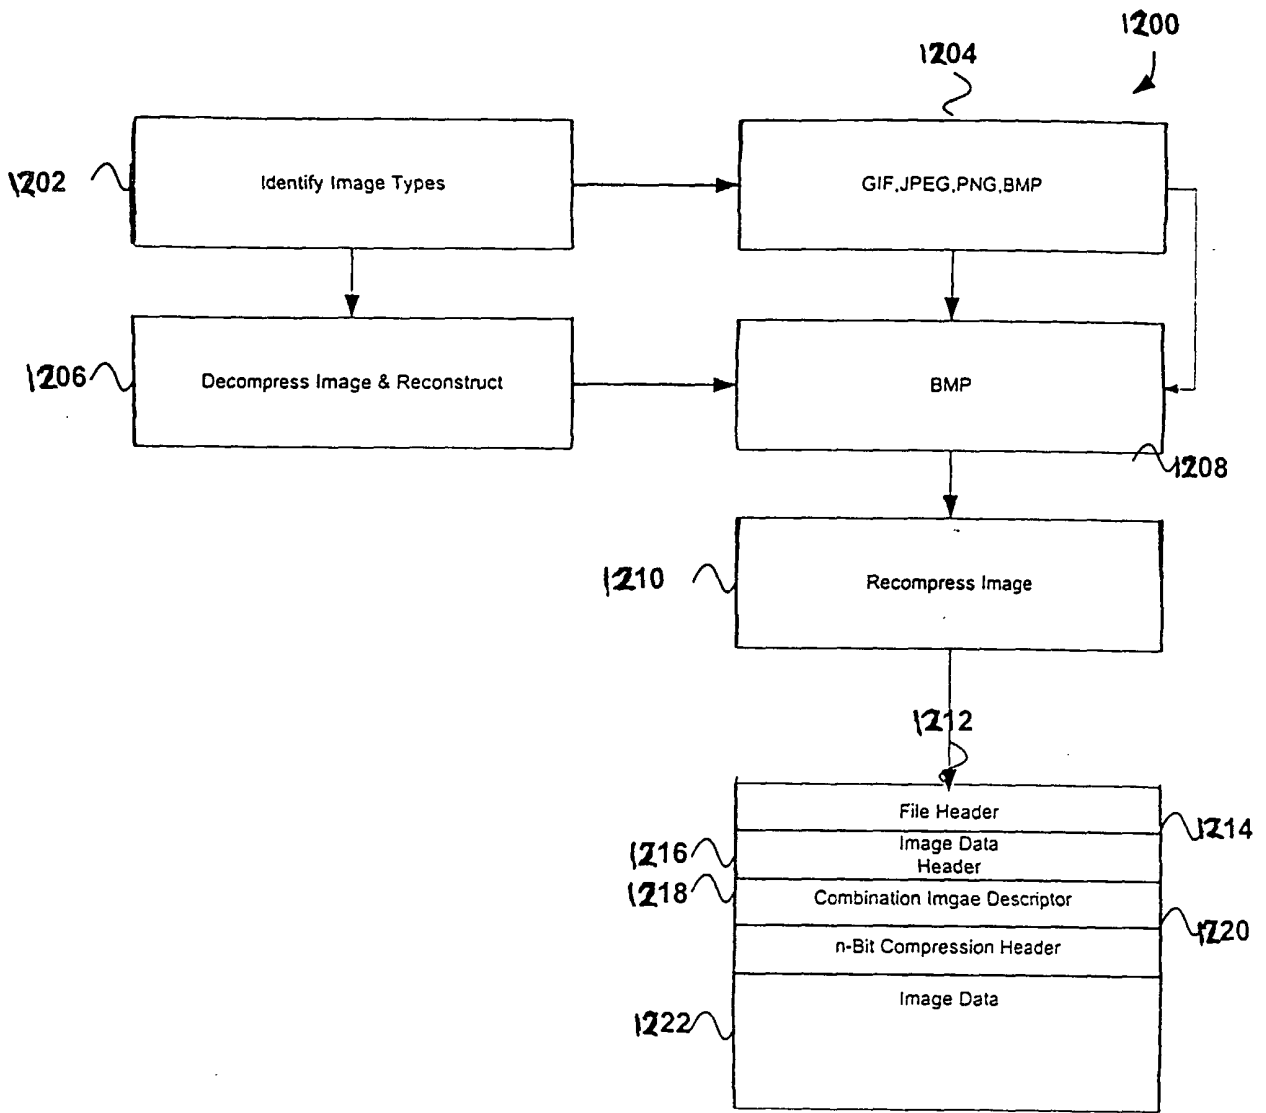 1200
1204
1202
Identify Image Types
GIF,JPEG,PNG,BMP
1206
Decompress Image & Reconstruct
BMP
1208
1210
Recompress Image
1212
File Header
1214
1216
Image Data
Header
1218
Combination Imgae Descriptor
1220
n-Bit Compression Header
1222
Image Data